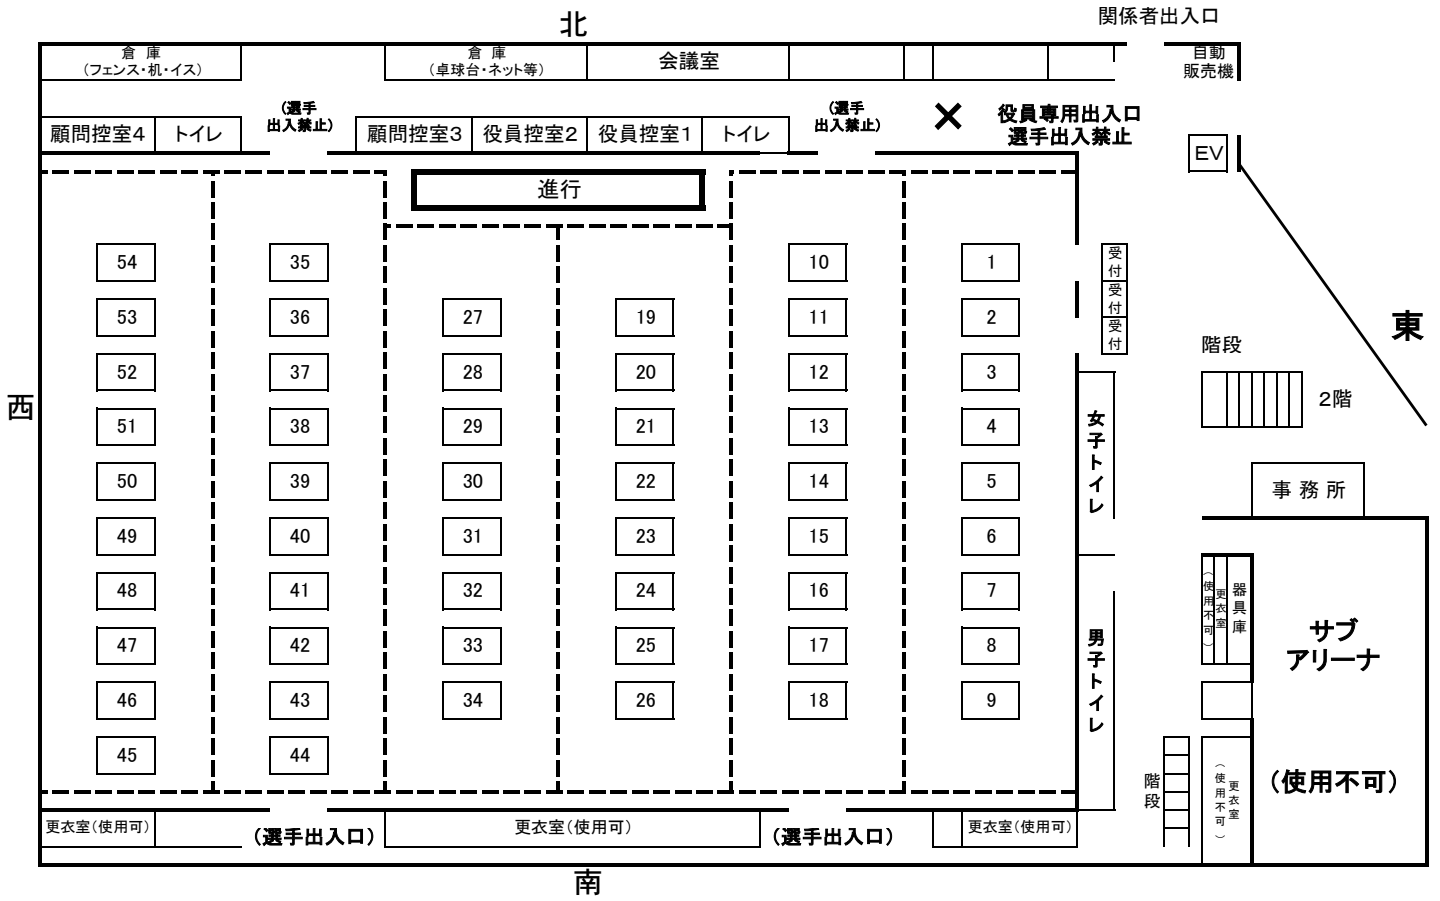 北
関係者出入口
倉 庫
（フェンス・机・イス）
倉 庫
（卓球台・ネット等）
会議室
自動
販売機
（選手
出入禁止）
（選手
出入禁止）
×
役員専用出入口
選手出入禁止
顧問控室4
トイレ
顧問控室3
役員控室2
役員控室1
トイレ
EV
進行
54
35
10
1
受付
53
36
27
19
11
2
受付
受付
東
階段
52
37
28
20
12
3
2階
西
51
38
29
21
13
4
女子トイレ
50
39
30
22
14
5
事 務 所
49
40
31
23
15
6
48
41
32
24
16
7
（使用不可）
更衣室
器具庫
47
42
33
25
17
8
男子トイレ
サブ
アリーナ
46
43
34
26
18
9
45
44
階段
（使用不可）
更衣室
（使用不可）
更衣室（使用可）
（選手出入口）
更衣室（使用可）
（選手出入口）
更衣室（使用可）
南